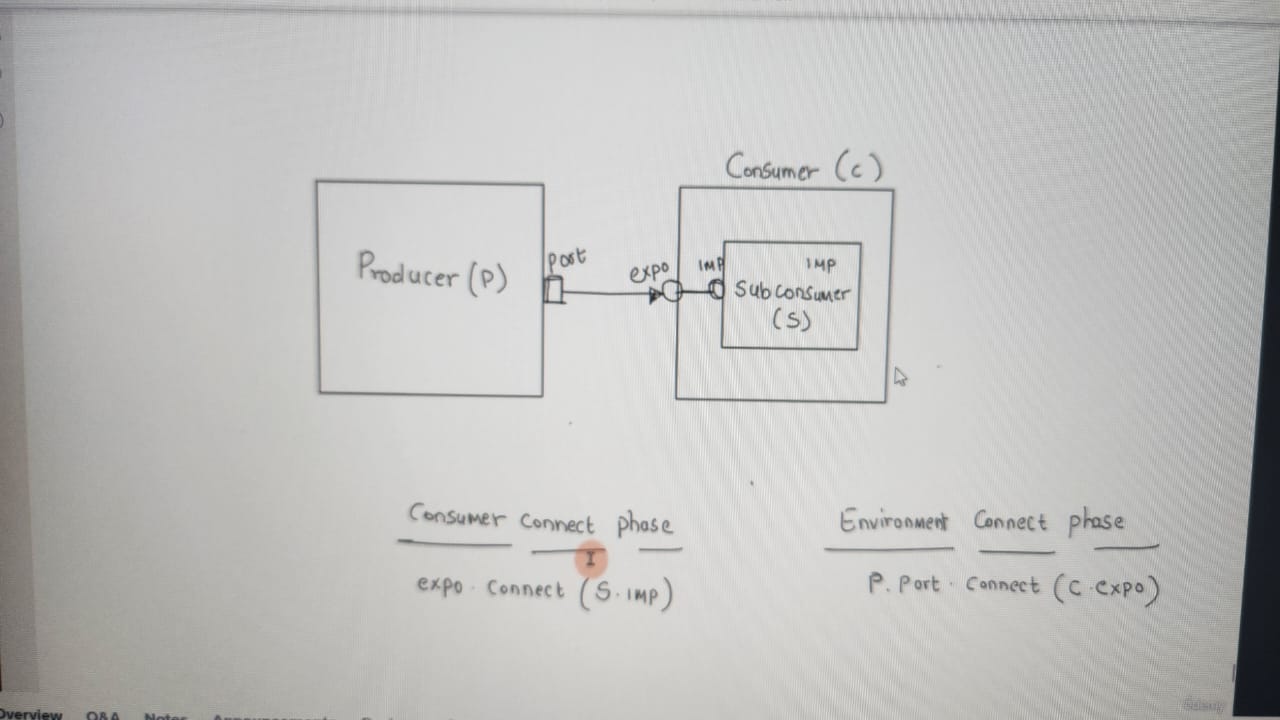 Consumer (C)
Producer (P)
port
expo
IMP
IMP
Subconsumer
(S)
Consumer Connect phase
expo. Connect (S.IMP)
Environment Connect phase
P. Port. Connect (C.expo)
Overview Q&A Notes
Udemy